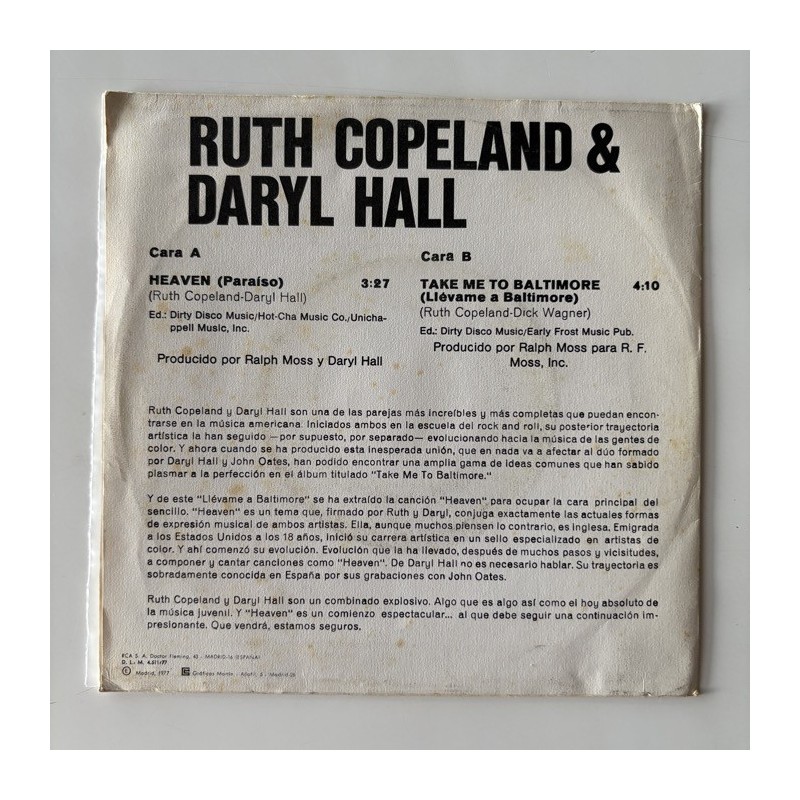 RUTH COPELAND &
DARYL HALL
Cara A
HEAVEN (Paraíso) 3:27
(Ruth Copeland-Daryl Hall)
Ed.: Dirty Disco Music/Hot-Cha Music Co./Unicha-
ppell Music, Inc.
Producido por Ralph Moss y Daryl Hall
Cara B
TAKE ME TO BALTIMORE 4:10
(Llévame a Baltimore)
(Ruth Copeland-Dick Wagner)
Ed.: Dirty Disco Music/Early Frost Music Pub.
Producido por Ralph Moss para R. F.
Moss, Inc.
Ruth Copeland y Daryl Hall son una de las parejas más increíbles y más completas que puedan encon-
trarse en la música americana. Iniciados ambos en la escuela del rock and roll, su posterior trayectoria
artística la han seguido —por supuesto, por separado— evolucionando hacia la música de las gentes de
color. Y ahora cuando se ha producido esta inesperada unión, que en nada va a afectar al dúo formado
por Daryl Hall y John Oates, han podido encontrar una amplia gama de ideas comunes que han sabido
plasmar a la perfección en el álbum titulado "Take Me To Baltimore."
Y de este "Llévame a Baltimore" se ha extraído la canción "Heaven" para ocupar la cara principal del
sencillo. "Heaven" es un tema que, firmado por Ruth y Daryl, conjuga exactamente las actuales formas
de expresión musical de ambos artistas. Ella, aunque muchos piensen lo contrario, es inglesa. Emigrada
a los Estados Unidos a los 18 años, inició su carrera artística en un sello especializado en artistas de
color. Y ahí comenzó su evolución. Evolución que la ha llevado, después de muchos pasos y vicisitudes,
a componer y cantar canciones como "Heaven". De Daryl Hall no es necesario hablar. Su trayectoria es
sobradamente conocida en España por sus grabaciones con John Oates.
Ruth Copeland y Daryl Hall son un combinado explosivo. Algo que es algo así como el hoy absoluto de
la música juvenil. Y "Heaven" es un comienzo espectacular... al que debe seguir una continuación im-
presionante. Que vendrá, estamos seguros.
RCA S. A. Doctor Fleming, 43 - MADRID-16 (ESPAÑA)
D. L. M. 4.511-77
© Madrid, 1977 Gráficas Monte